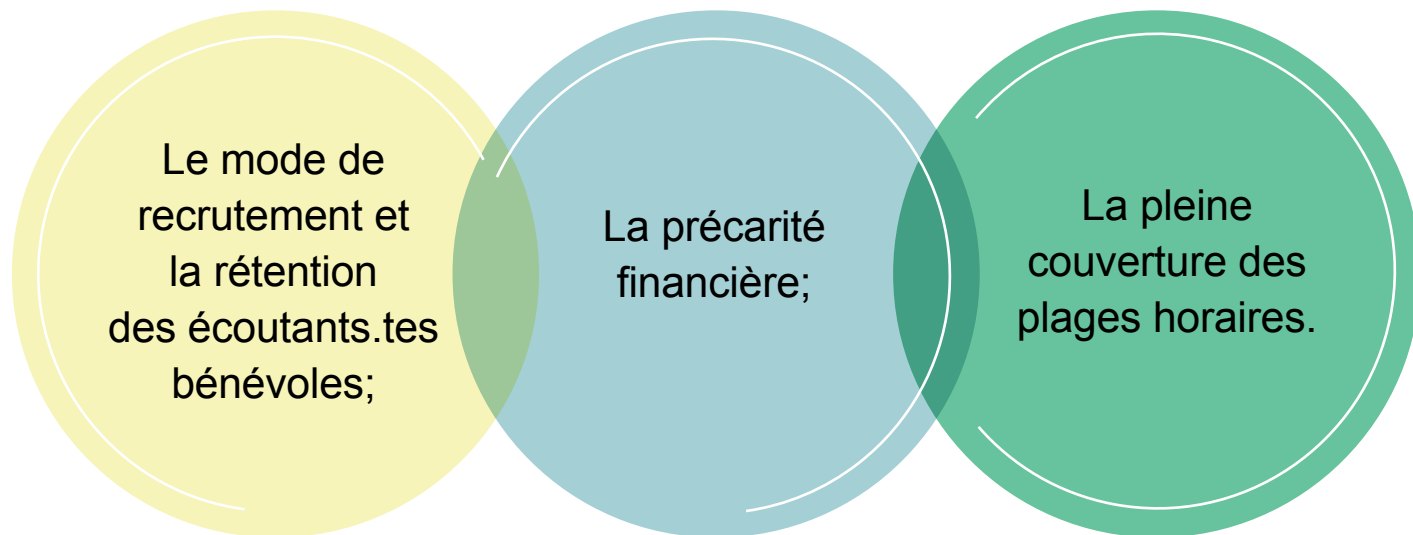 Le mode de
recrutement et
la rétention
des écoutants.tes
bénévoles;
La précarité
financière;
La pleine
couverture des
plages horaires.